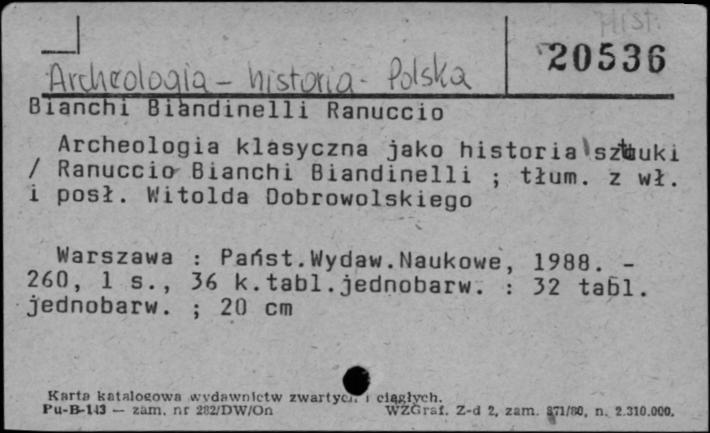 Hist.
20536
Archeologia - historia - Polska
Bianchi Biandinelli Ranuccio
Archeologia klasyczna jako historia sztuki
/ Ranuccio Bianchi Biandinelli ; tłum. z wł.
i posł. Witolda Dobrowolskiego
Warszawa : Państ.Wydaw.Naukowe, 1988. -
260, 1 s., 36 k.tabl.jednobarw. : 32 tabl.
jednobarw. ; 20 cm
Karta katalogowa wydawnictw zwartych i ciągłych.
Pu-B-143 — zam. nr 282/DW/On WZGraf. Z-d 2, zam. 871/80, n. 2.310.000.